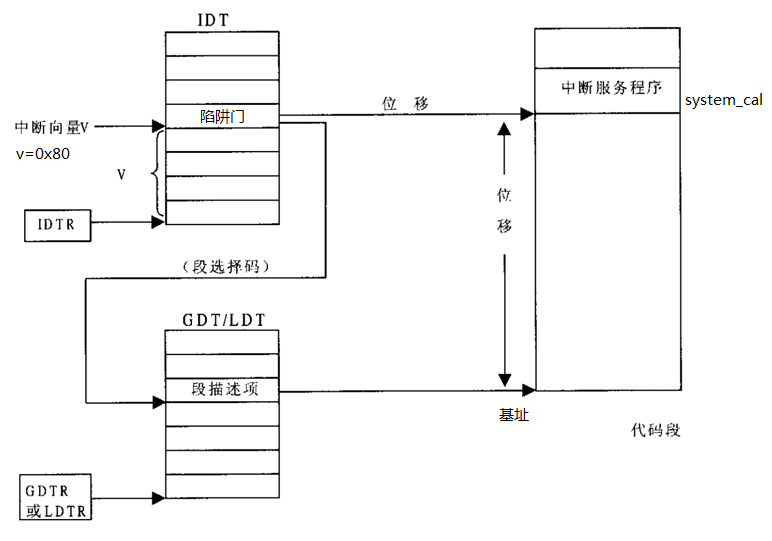 IDT
陷阱门
位 移
中断服务程序
system_cal
中断向量V
v=0x80
V
IDTR
位
移
(段选择码)
GDT/LDT
段描述项
基址
代码段
GDTR
或LDTR